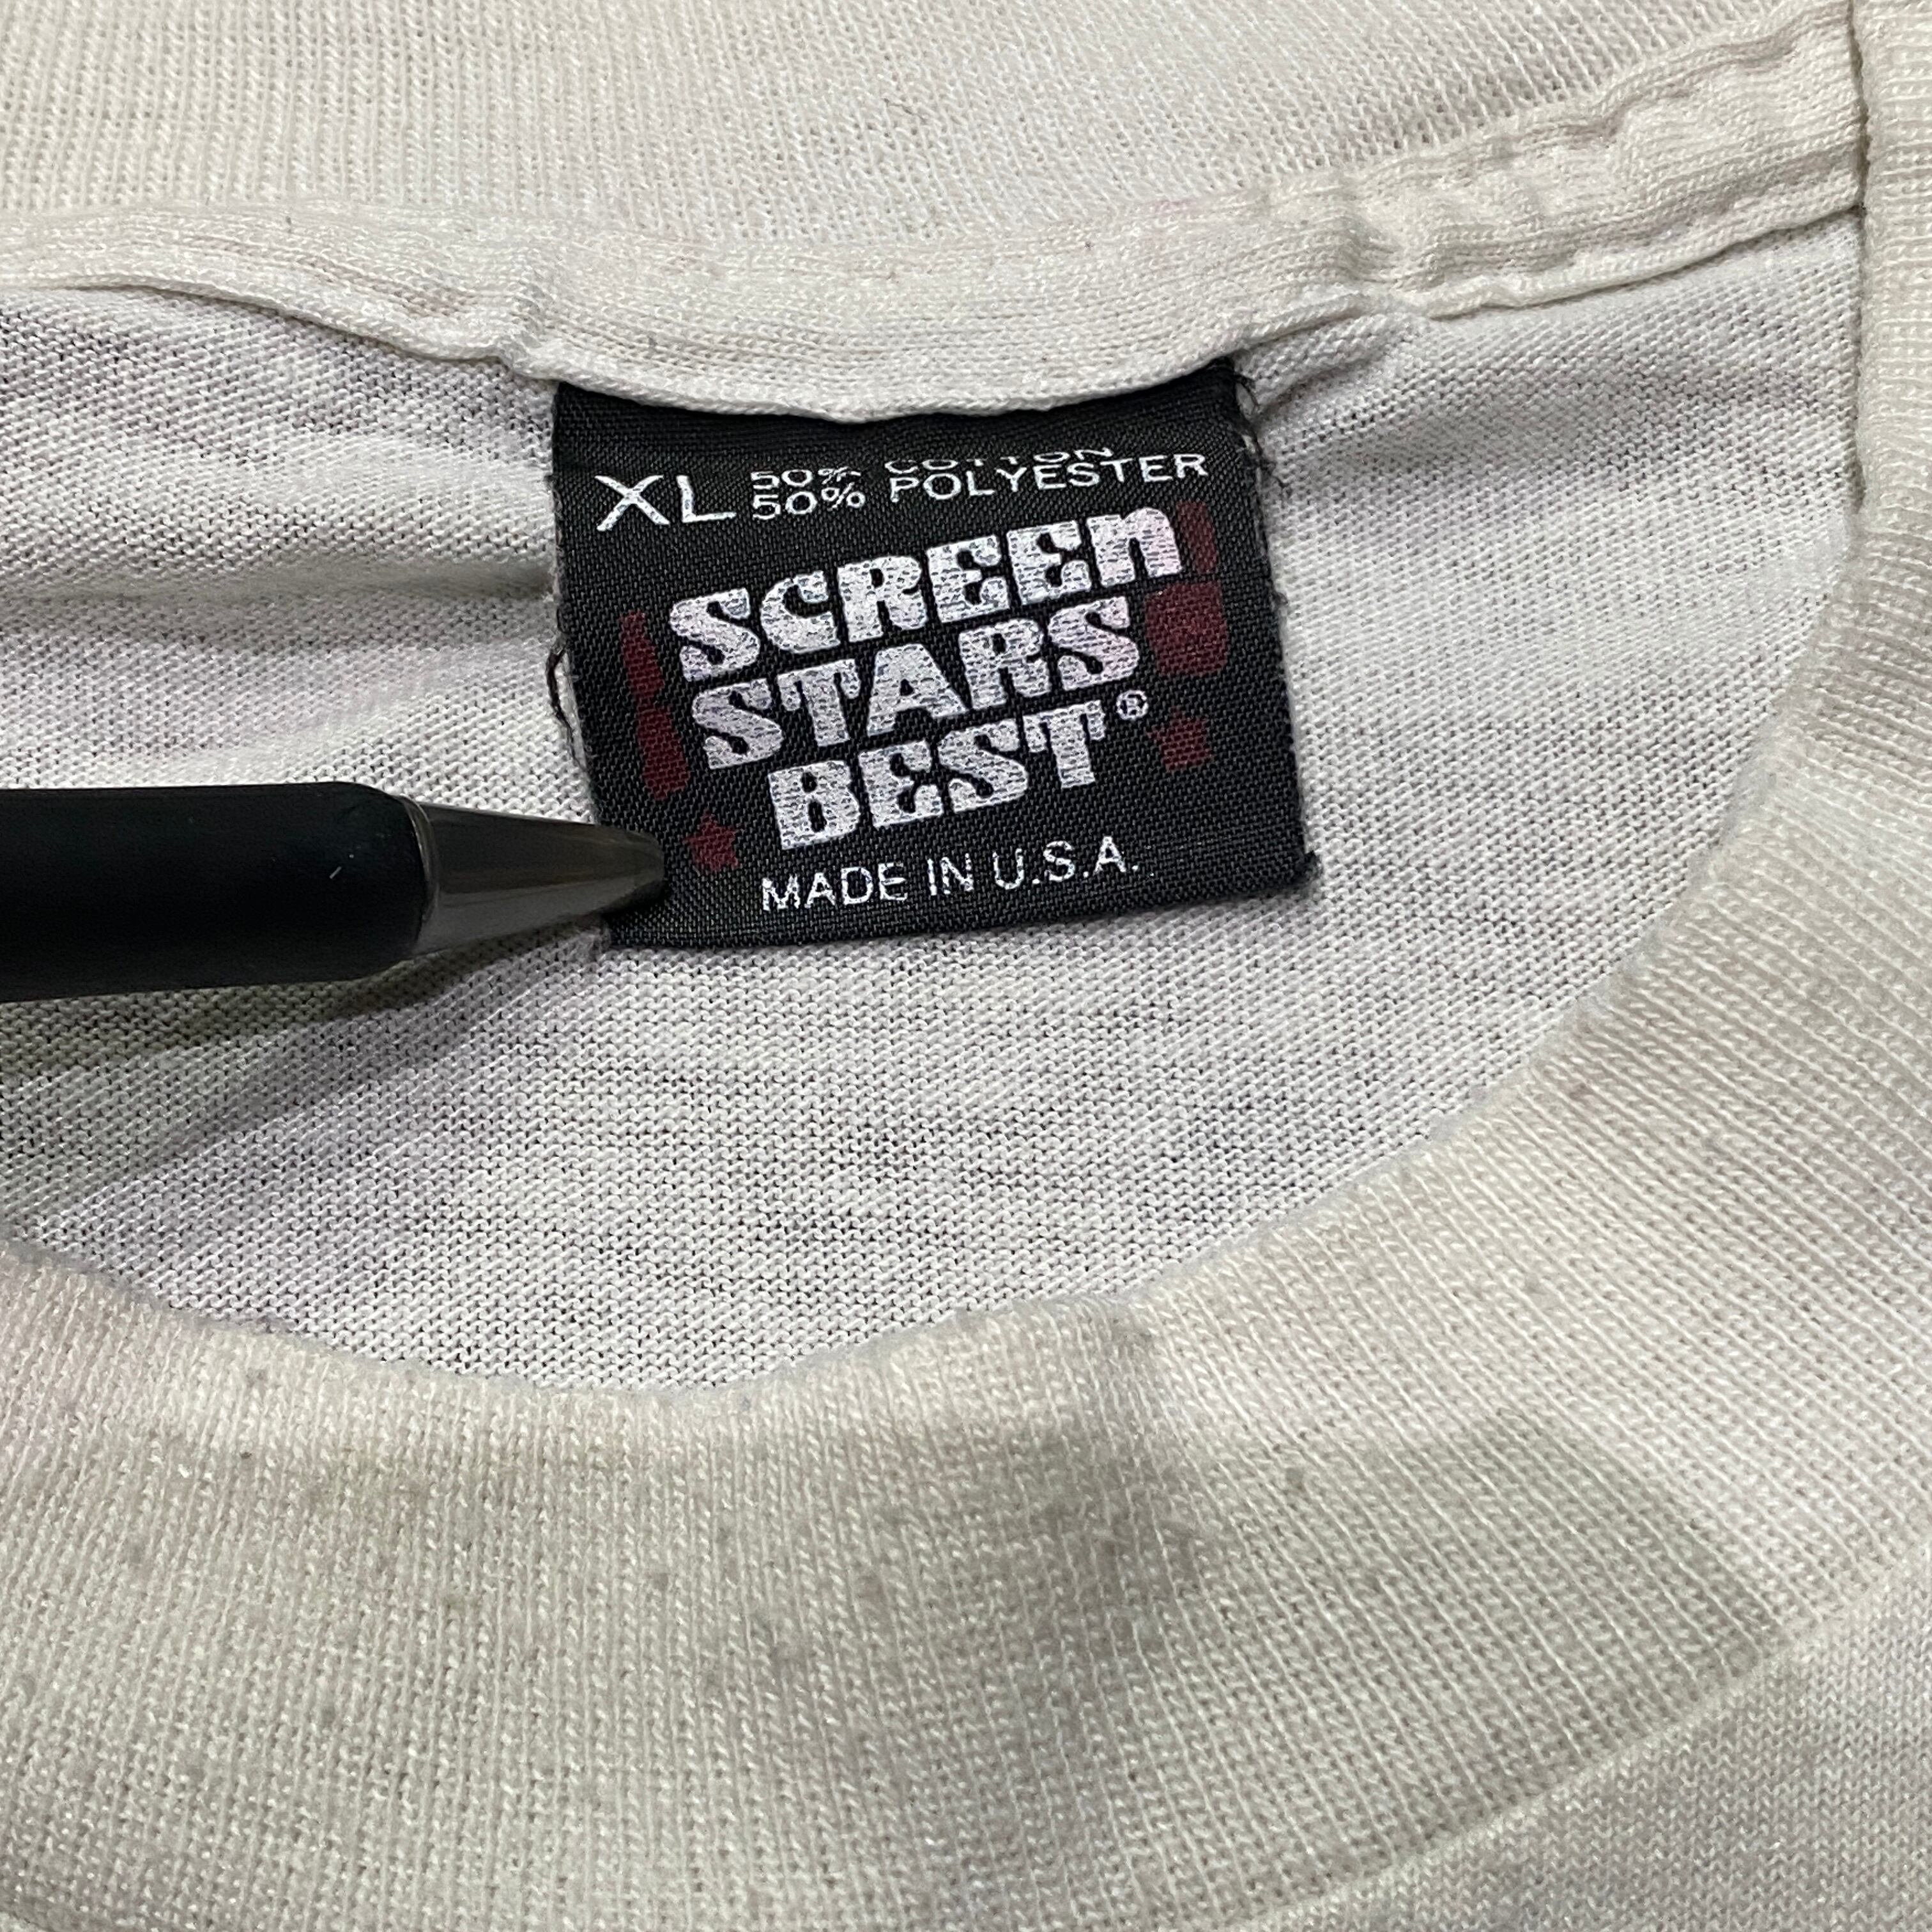 XL 50% COTTON
50% POLYESTER
SCREEn
STARS
BEST®
MADE IN U.S.A.